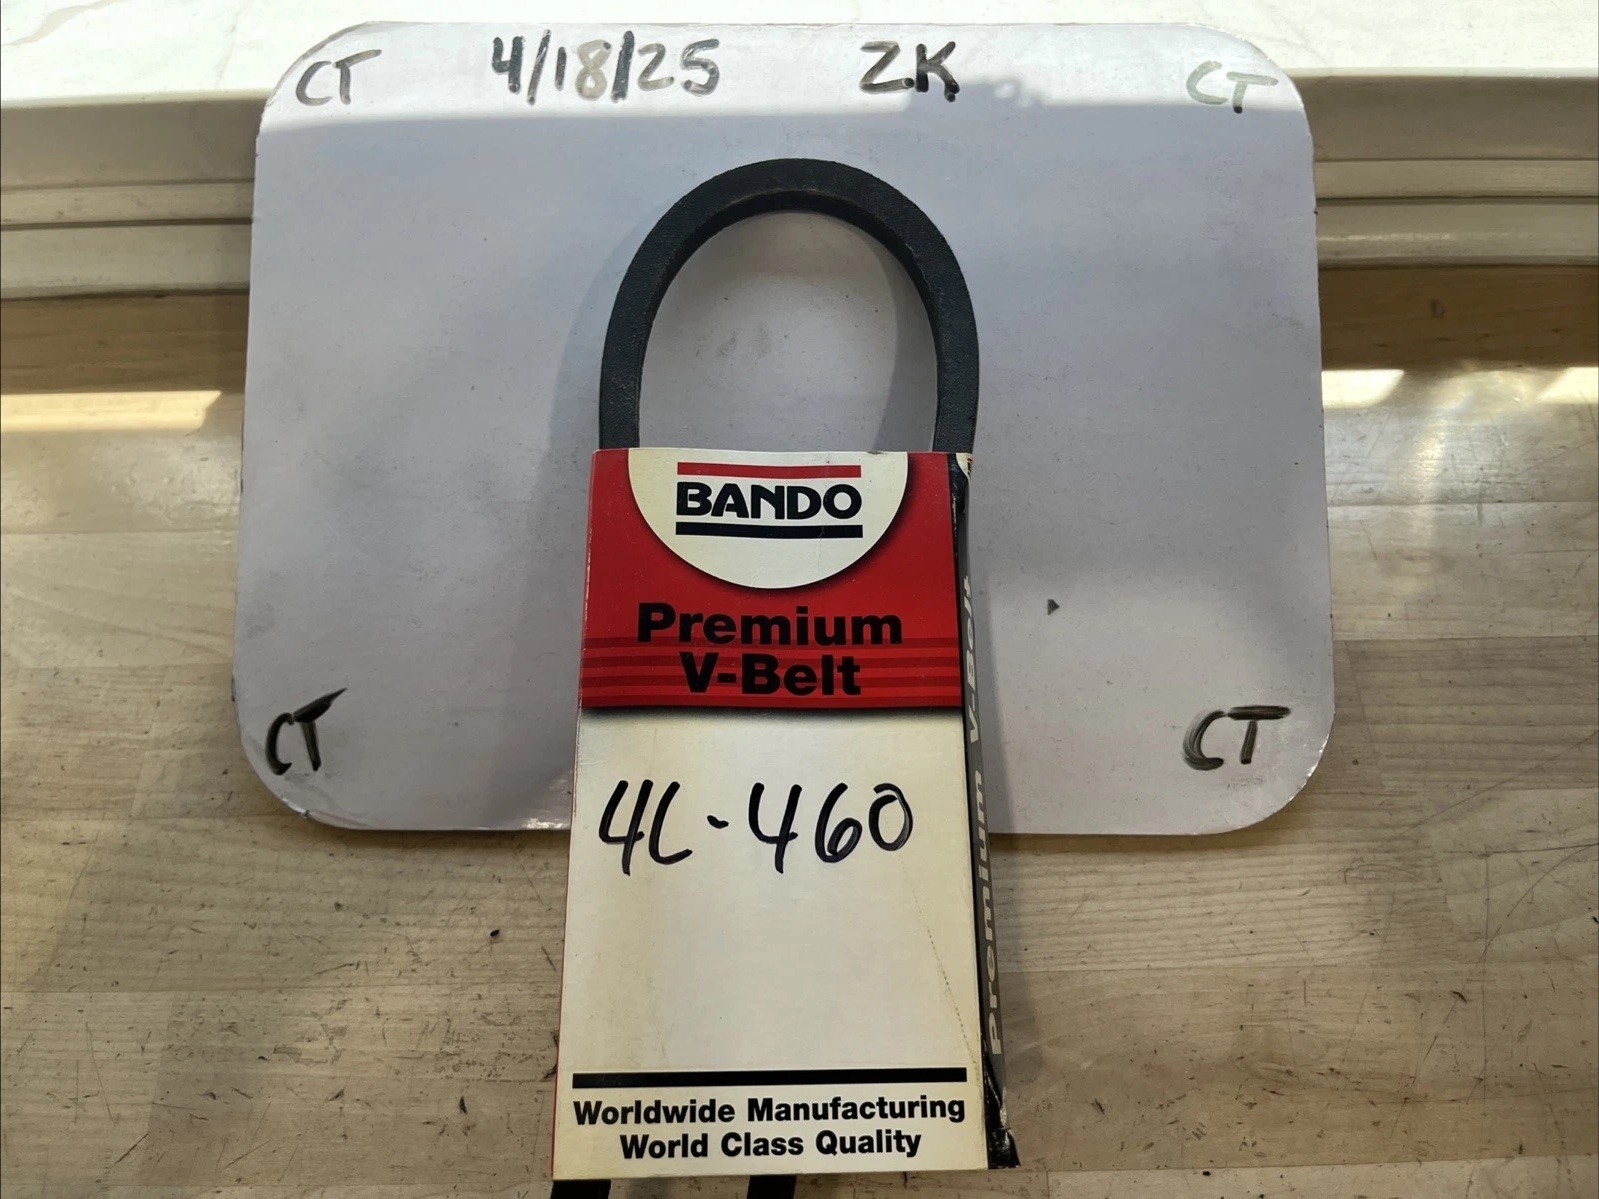 CT 4/18/25 ZK CT
BANDO
Premium
V-Belt
Premium V-Belt
CT
CT
4L-460
Worldwide Manufacturing
World Class Quality